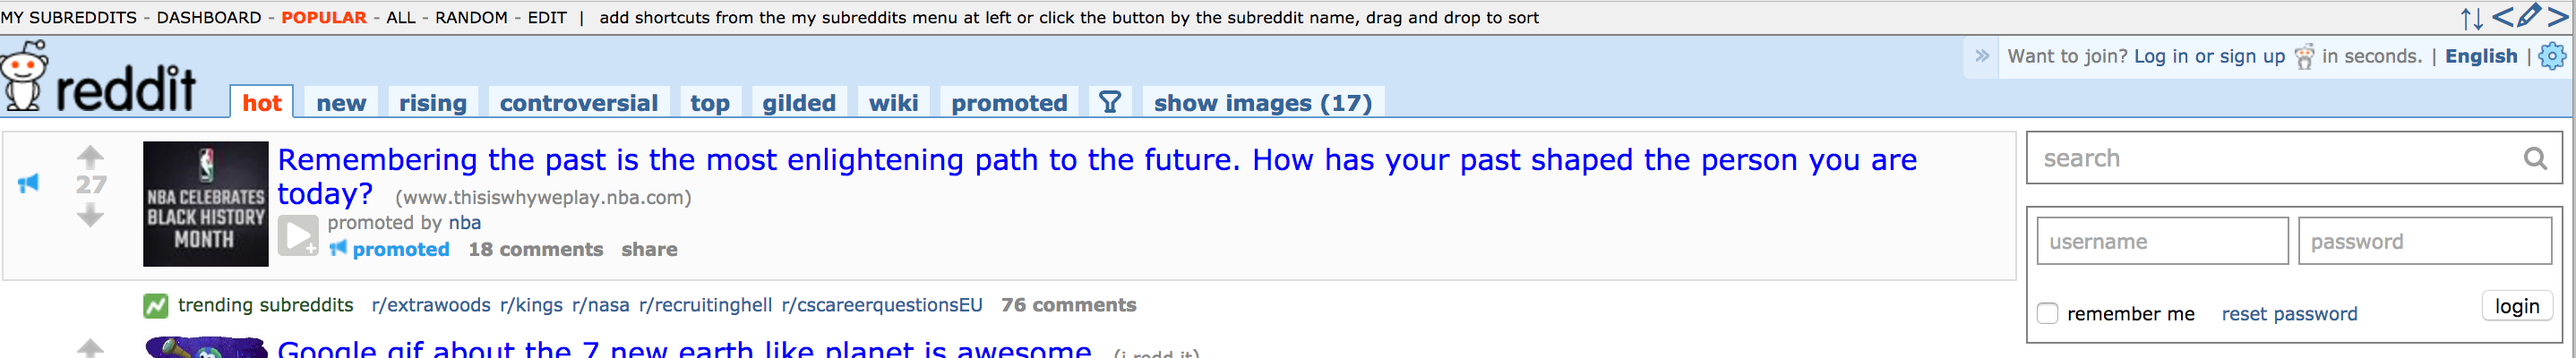 MY SUBREDDITS - DASHBOARD - POPULAR - ALL - RANDOM - EDIT | add shortcuts from the my subreddits menu at left or click the button by the subreddit name, drag and drop to sort
» Want to join? Log in or sign up in seconds. | English |
reddit hot new rising controversial top gilded wiki promoted show images (17)
Remembering the past is the most enlightening path to the future. How has your past shaped the person you are
today? (www.thisiswhyweplay.nba.com)
27
NBA CELEBRATES
BLACK HISTORY
MONTH
promoted by nba
promoted 18 comments share
search
username password
remember me reset password login
trending subreddits r/extrawoods r/kings r/nasa r/recruitinghell r/cscareerquestionsEU 76 comments
Google gif about the 7 new earth like planet is awesome (i.redd.it)